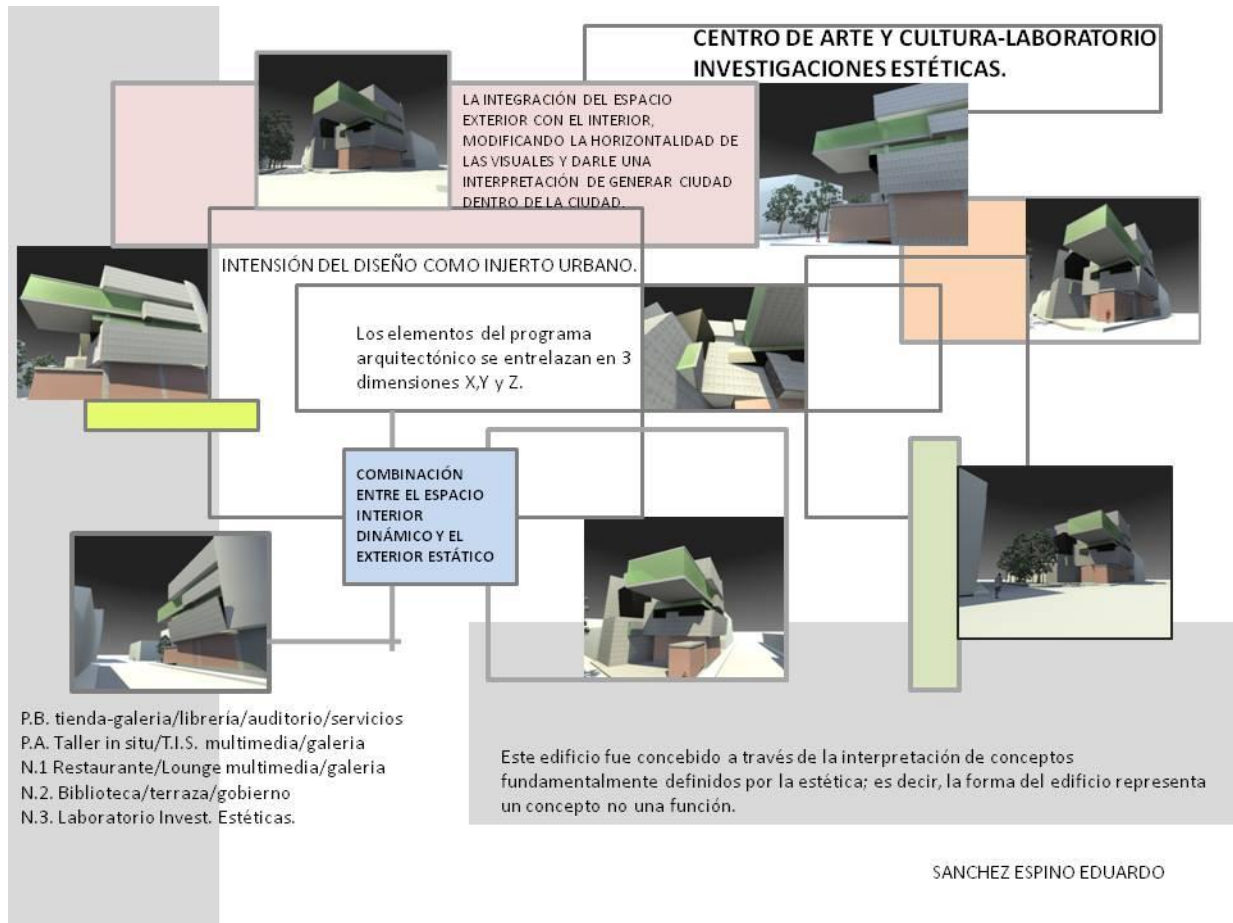 CENTRO DE ARTE Y CULTURA-LABORATORIO
INVESTIGACIONES ESTÉTICAS.
LA INTEGRACIÓN DEL ESPACIO
EXTERIOR CON EL INTERIOR,
MODIFICANDO LA HORIZONTALIDAD DE
LAS VISUALES Y DARLE UNA
INTERPRETACIÓN DE GENERAR CIUDAD
DENTRO DE LA CIUDAD.
INTENSIÓN DEL DISEÑO COMO INJERTO URBANO.
Los elementos del programa
arquitectónico se entrelazan en 3
dimensiones X,Y y Z.
COMBINACIÓN
ENTRE EL ESPACIO
INTERIOR
DINÁMICO Y EL
EXTERIOR ESTÁTICO
P.B. tienda-galeria/librería/auditorio/servicios
P.A. Taller in situ/T.I.S. multimedia/galeria
N.1 Restaurante/Lounge multimedia/galeria
N.2. Biblioteca/terraza/gobierno
N.3. Laboratorio Invest. Estéticas.
Este edificio fue concebido a través de la interpretación de conceptos
fundamentalmente definidos por la estética; es decir, la forma del edificio representa
un concepto no una función.
SANCHEZ ESPINO EDUARDO